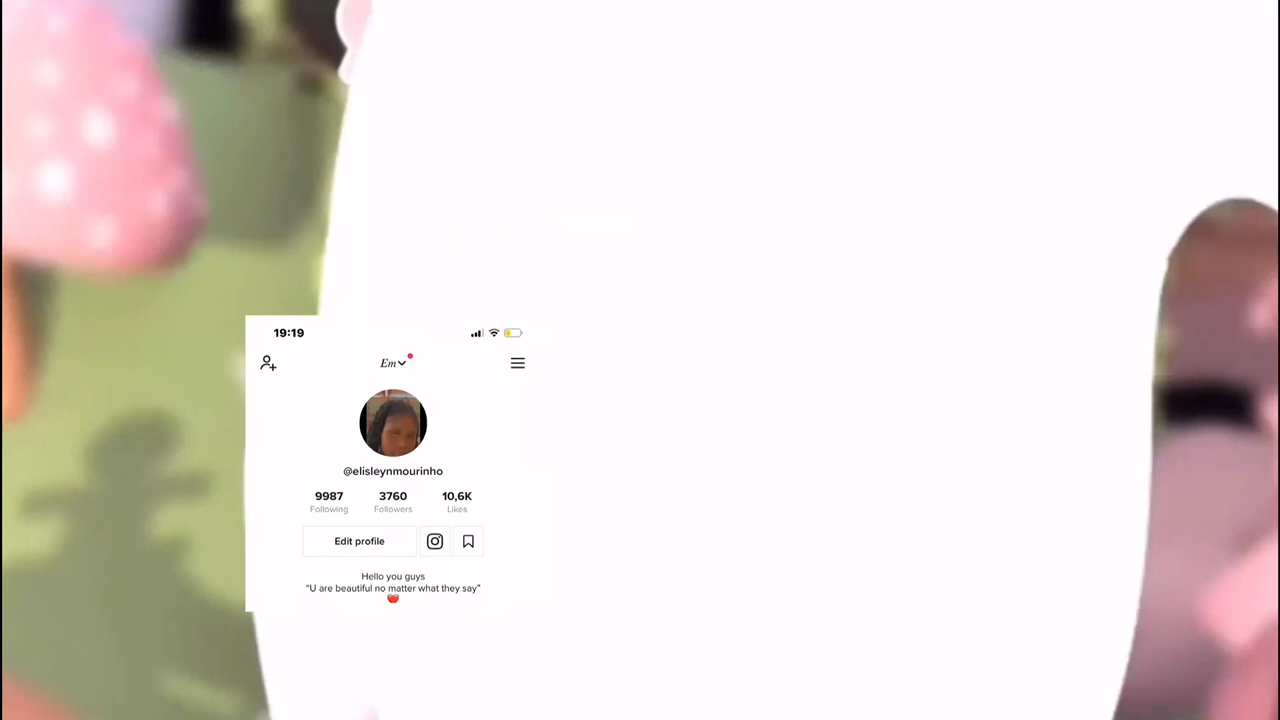 19:19
Em
@elisleynmourinho
9987 3760 10,6K
Following Followers Likes
Edit profile
Hello you guys
"U are beautiful no matter what they say"